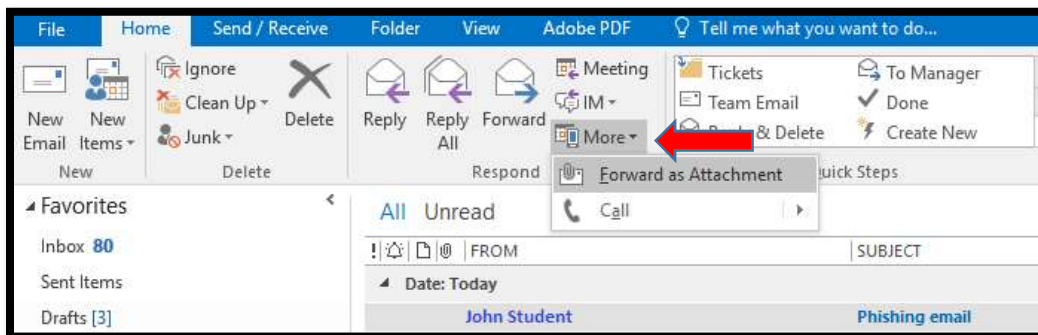 File Home Send / Receive Folder View Adobe PDF Tell me what you want to do...
Ignore
Clean Up
Junk
New Email
New Items
Delete
Reply
Reply All
Forward
Meeting
IM
More
Tickets
Team Email
& Delete
To Manager
Done
Create New
New Delete Respond Quick Steps
Forward as Attachment
Call
Favorites
Inbox 80
Sent Items
Drafts [3]
All Unread
! FROM SUBJECT
Date: Today
John Student Phishing email